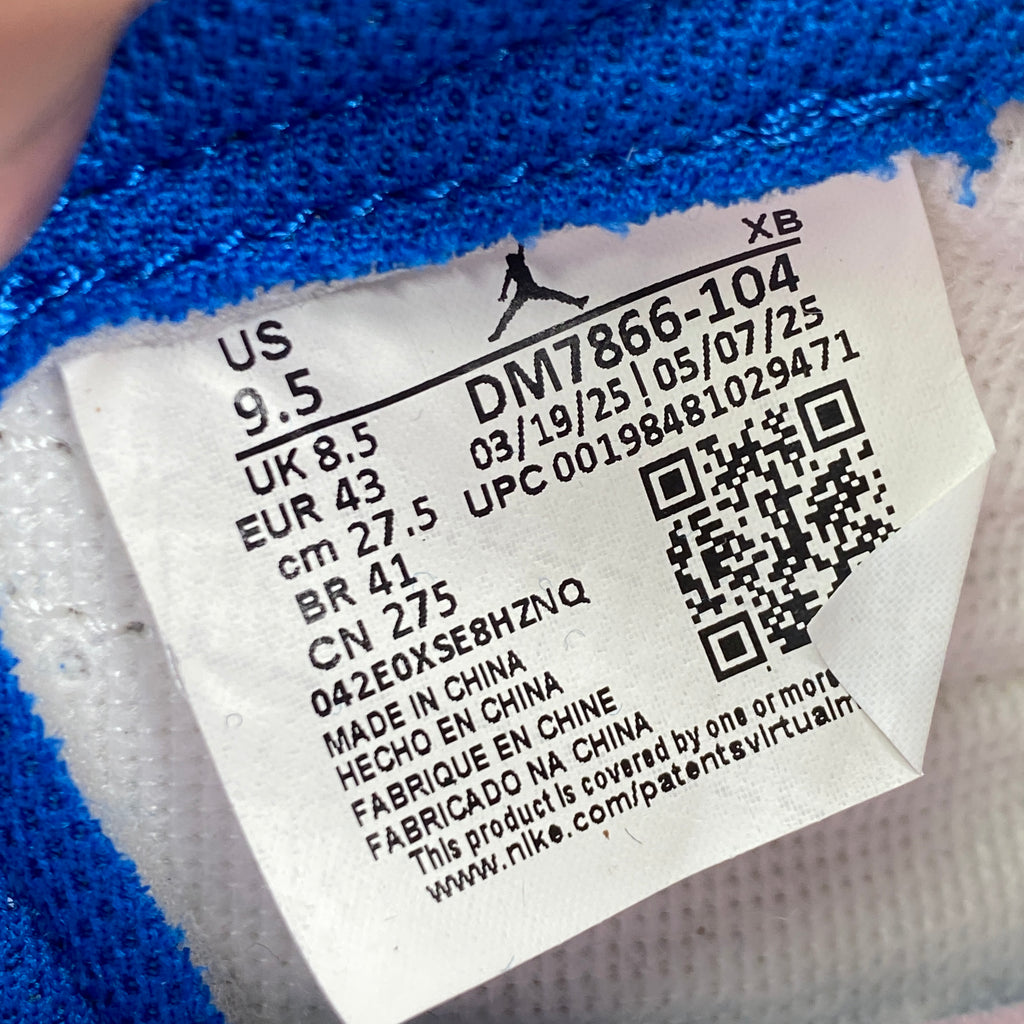 XB
US
9.5
DM7866-104
03/19/25 | 05/07/25
UPC 00198481029471
UK 8.5
EUR 43
cm 27.5
BR 41
CN 275
042E0XSE8HZNQ
MADE IN CHINA
HECHO EN CHINA
FABRIQUE EN CHINE
FABRICADO NA CHINA
This product is covered by one or more
www.nike.com/patentsvirtualm